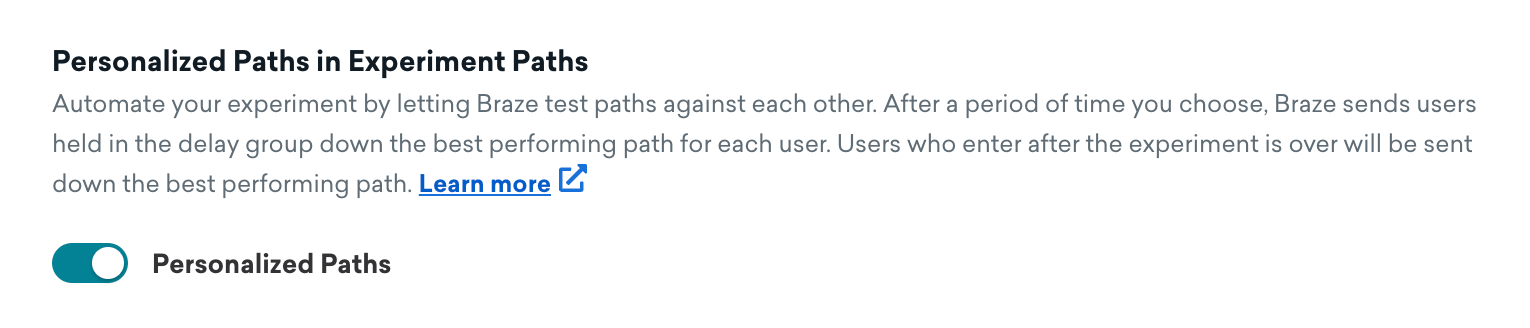 Personalized Paths in Experiment Paths
Automate your experiment by letting Braze test paths against each other. After a period of time you choose, Braze sends users
held in the delay group down the best performing path for each user. Users who enter after the experiment is over will be sent
down the best performing path. Learn more
Personalized Paths